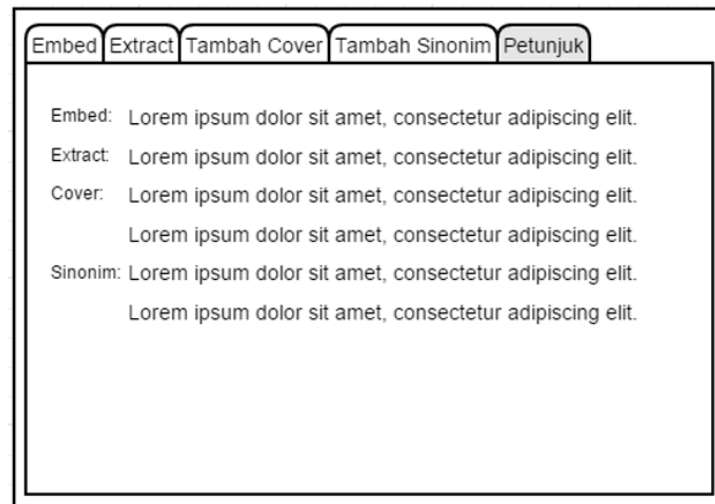 Embed Extract Tambah Cover Tambah Sinonim Petunjuk
Embed: Lorem ipsum dolor sit amet, consectetur adipiscing elit.
Extract: Lorem ipsum dolor sit amet, consectetur adipiscing elit.
Cover: Lorem ipsum dolor sit amet, consectetur adipiscing elit.
Lorem ipsum dolor sit amet, consectetur adipiscing elit.
Sinonim: Lorem ipsum dolor sit amet, consectetur adipiscing elit.
Lorem ipsum dolor sit amet, consectetur adipiscing elit.